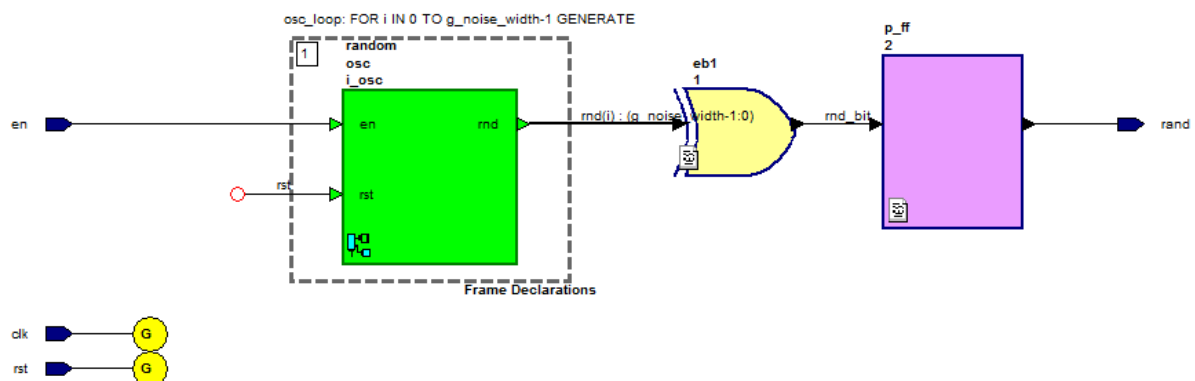 osc_loop: FOR i IN 0 TO g_noise_width-1 GENERATE
1
random
osc
i_osc
en
en
rnd
rst
rst
Frame Declarations
rnd(i) : (g_noise_width-1:0)
eb1
1
rnd_bit
p_ff
2
rand
clk
G
rst
G